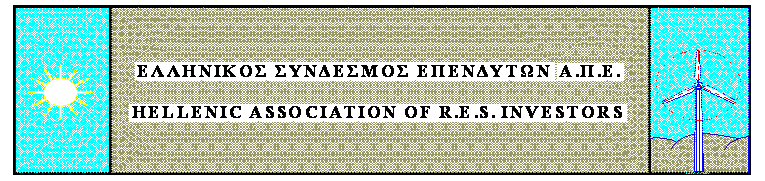 ΕΛΛΗΝΙΚΟΣ ΣΥΝΔΕΣΜΟΣ ΕΠΕΝΔΥΤΩΝ Α.Π.Ε.
HELLENIC ASSOCIATION OF R.E.S. INVESTORS